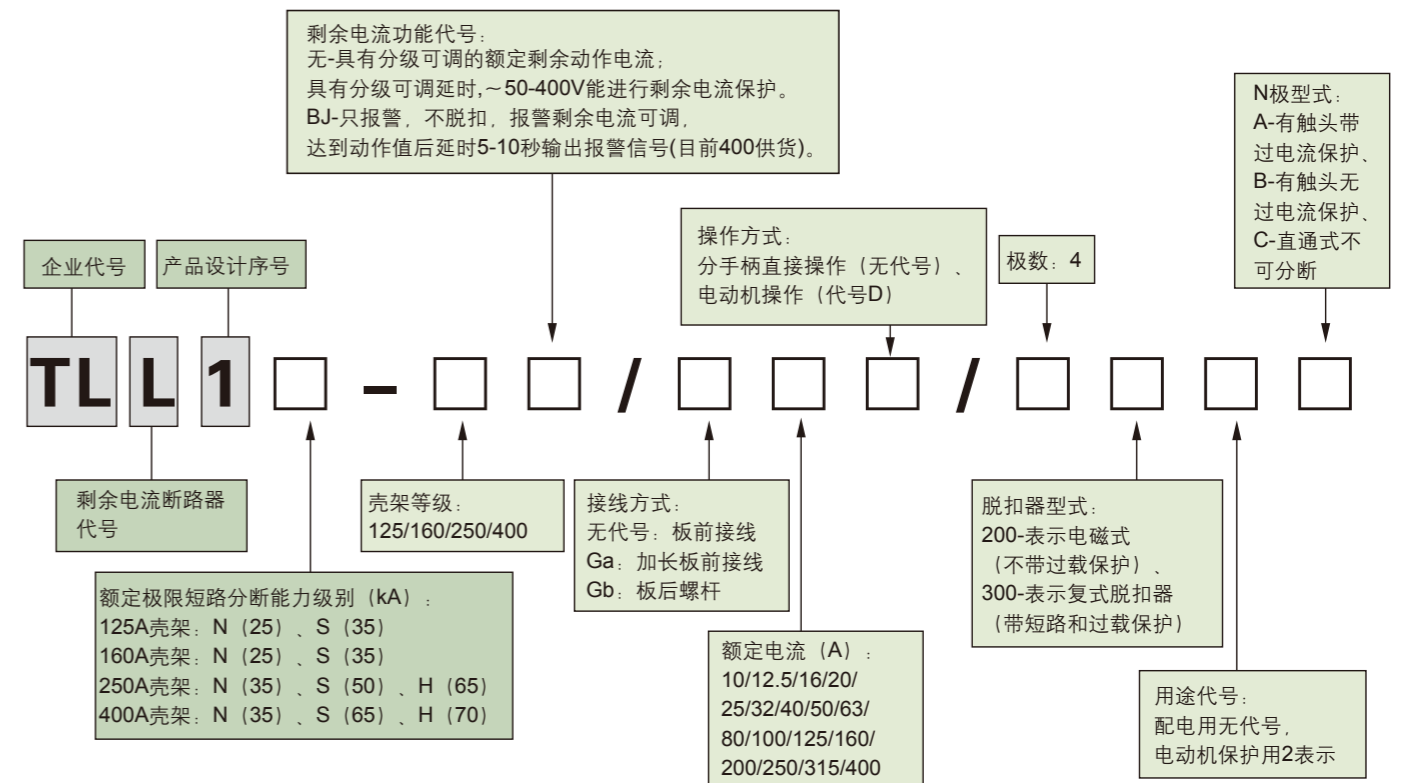 剩余电流功能代号:
无-具有分级可调的额定剩余动作电流;
具有分级可调延时,～50-400V能进行剩余电流保护。
BJ-只报警，不脱扣，报警剩余电流可调，
达到动作值后延时5-10秒输出报警信号(目前400供货)。
N极型式:
A-有触头带
过电流保护、
B-有触头无
过电流保护、
C-直通式不
可分断
操作方式:
分手柄直接操作（无代号）、
电动机操作（代号D）
极数: 4
企业代号
产品设计序号
TL L 1 □ - □ □ / □ □ □ / □ □ □ □
剩余电流断路器
代号
壳架等级:
125/160/250/400
接线方式:
无代号: 板前接线
Ga: 加长板前接线
Gb: 板后螺杆
脱扣器型式:
200-表示电磁式
（不带过载保护）、
300-表示复式脱扣器
（带短路和过载保护）
额定极限短路分断能力级别（kA）:
125A壳架: N（25）、S（35）
160A壳架: N（25）、S（35）
250A壳架: N（35）、S（50）、H（65）
400A壳架: N（35）、S（65）、H（70）
额定电流（A）:
10/12.5/16/20/
25/32/40/50/63/
80/100/125/160/
200/250/315/400
用途代号:
配电用无代号,
电动机保护用2表示